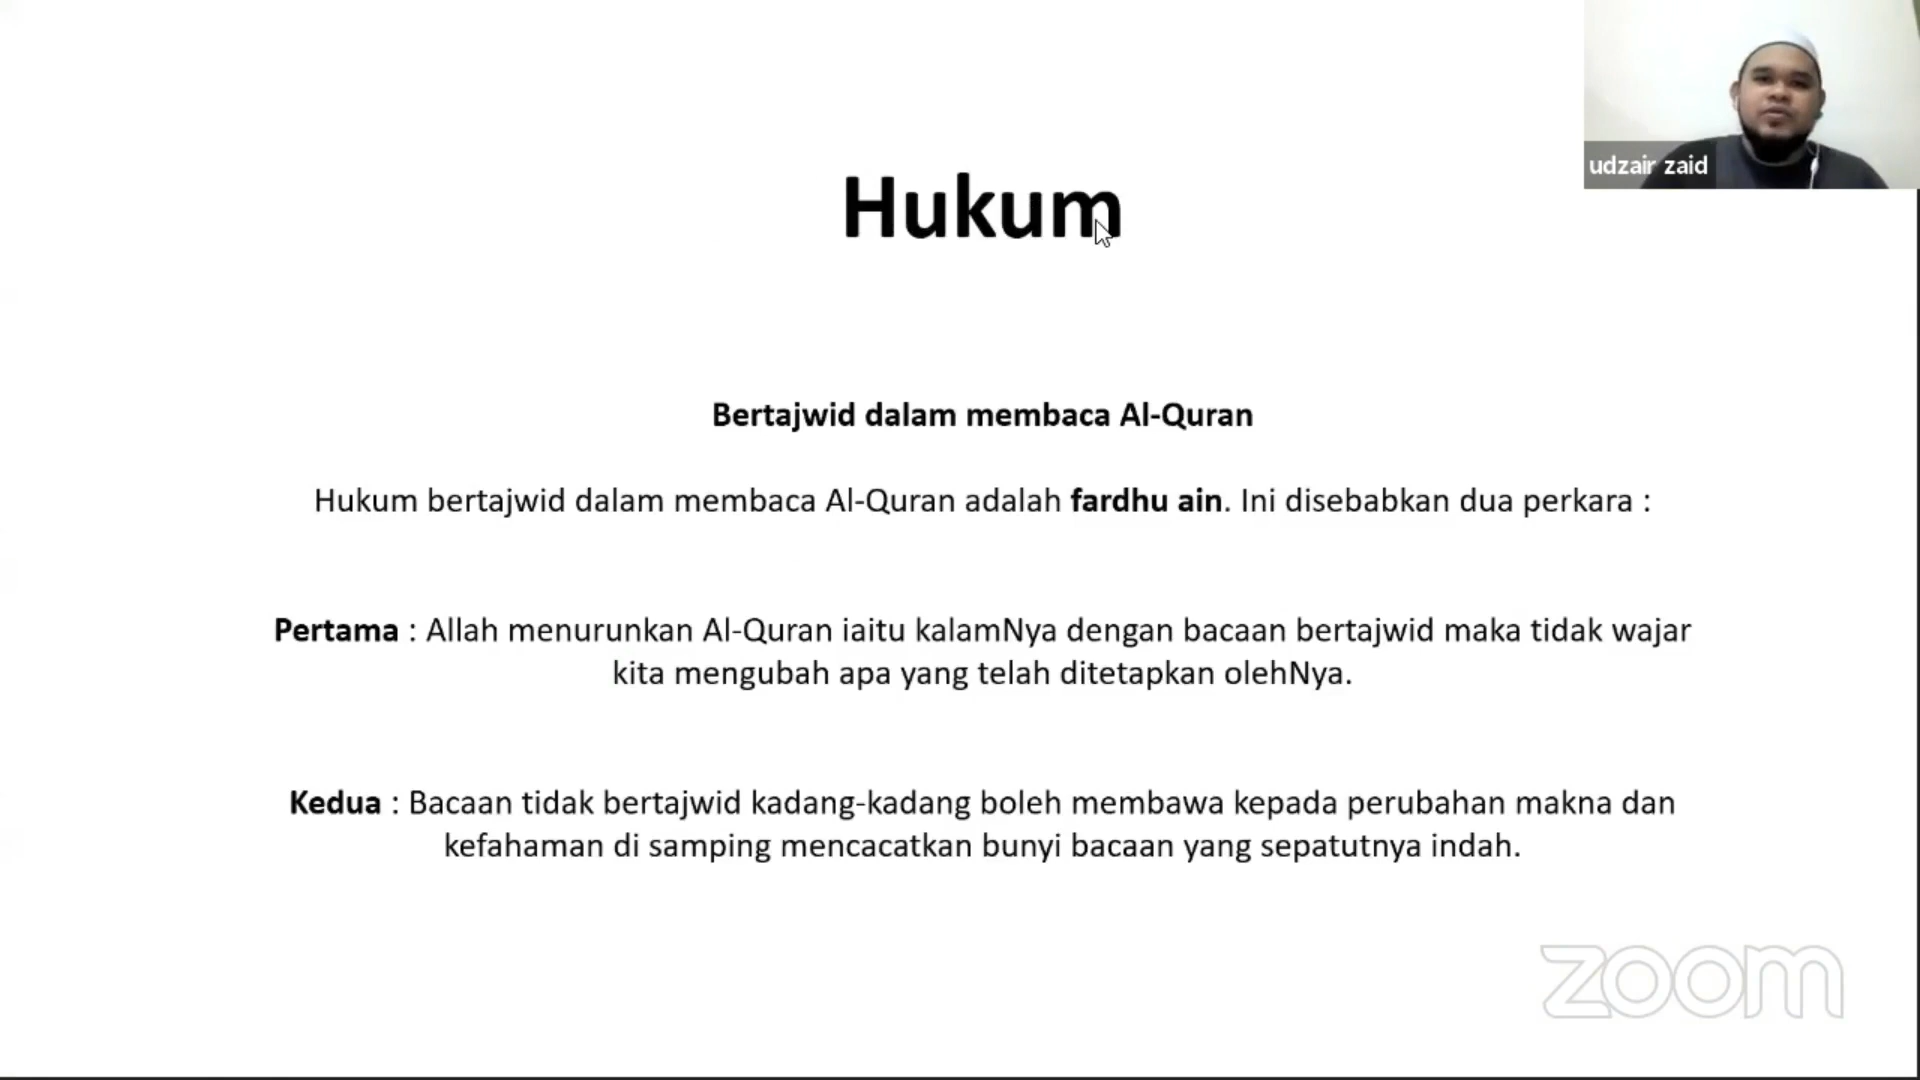 udzair zaid
Hukum
Bertajwid dalam membaca Al-Quran
Hukum bertajwid dalam membaca Al-Quran adalah fardhu ain. Ini disebabkan dua perkara :
Pertama : Allah menurunkan Al-Quran iaitu kalamNya dengan bacaan bertajwid maka tidak wajar
kita mengubah apa yang telah ditetapkan olehNya.
Kedua : Bacaan tidak bertajwid kadang-kadang boleh membawa kepada perubahan makna dan
kefahaman di samping mencacatkan bunyi bacaan yang sepatutnya indah.
zoom